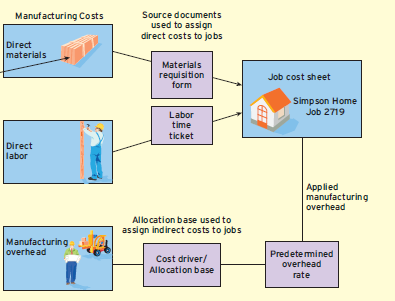 Manufacturing Costs
Source documents
used to assign
direct costs to jobs
Direct
materials
Materials
requisition
form
Job cost sheet
Simpson Home
Job 2719
Labor
time
ticket
Direct
labor
Applied
manufacturing
overhead
Allocation base used to
assign indirect costs to jobs
Manufacturing
overhead
Cost driver/
Allocation base
Predetermined
overhead
rate